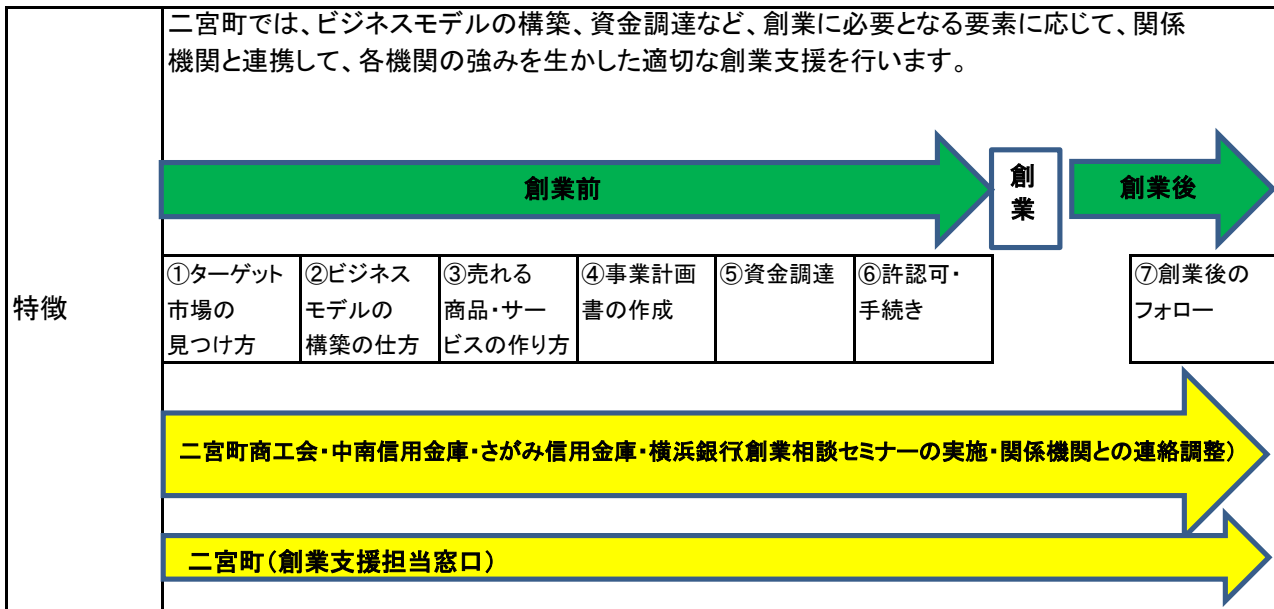 二宮町では、ビジネスモデルの構築、資金調達など、創業に必要となる要素に応じて、関係
機関と連携して、各機関の強みを生かした適切な創業支援を行います。
創業前
創
業
創業後
特徴
①ターゲット
市場の
見つけ方
②ビジネス
モデルの
構築の仕方
③売れる
商品・サー
ビスの作り方
④事業計画
書の作成
⑤資金調達
⑥許認可・
手続き
⑦創業後の
フォロー
二宮町商工会・中南信用金庫・さがみ信用金庫・横浜銀行(創業相談セミナーの実施・関係機関との連絡調整)
二宮町(創業支援担当窓口)